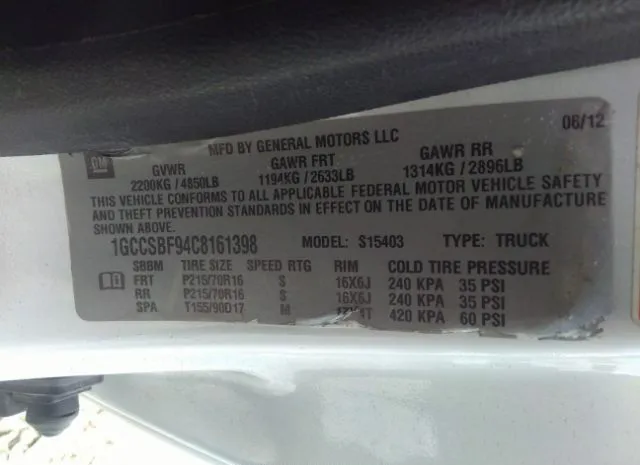 06/12
MFD BY GENERAL MOTORS LLC
GM
GVWR GAWR FRT GAWR RR
2200KG / 4850LB 1194KG / 2633LB 1314KG / 2896LB
THIS VEHICLE CONFORMS TO ALL APPLICABLE FEDERAL MOTOR VEHICLE SAFETY
AND THEFT PREVENTION STANDARDS IN EFFECT ON THE DATE OF MANUFACTURE
SHOWN ABOVE.
1GCCSBF94C8161398 MODEL: S15403 TYPE: TRUCK
SBBM TIRE SIZE SPEED RTG RIM COLD TIRE PRESSURE
FRT P215/70R16 S 16X6J 240 KPA 35 PSI
RR P215/70R16 S 16X6J 240 KPA 35 PSI
SPA T155/90D17 M 420 KPA 60 PSI